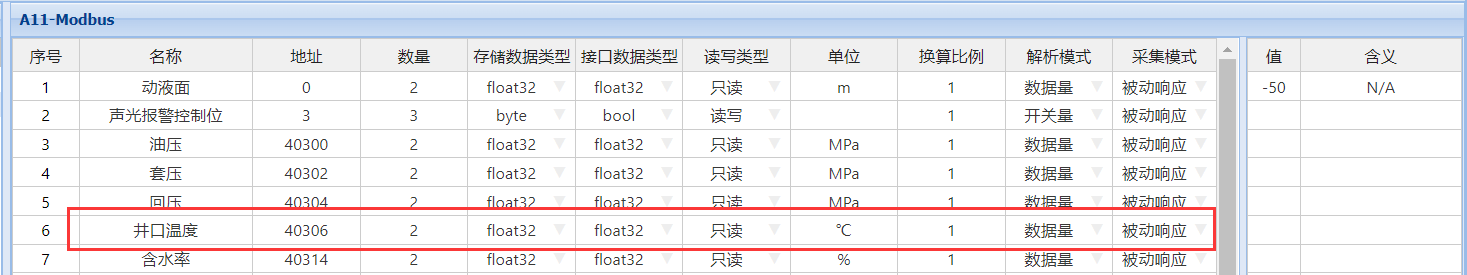 A11-Modbus
序号 名称 地址 数量 存储数据类型 接口数据类型 读写类型 单位 换算比例 解析模式 采集模式 值 含义
1 动液面 0 2 float32 float32 只读 m 1 数据量 被动响应 -50 N/A
2 声光报警控制位 3 3 byte bool 读写 1 开关量 被动响应
3 油压 40300 2 float32 float32 只读 MPa 1 数据量 被动响应
4 套压 40302 2 float32 float32 只读 MPa 1 数据量 被动响应
5 回压 40304 2 float32 float32 只读 MPa 1 数据量 被动响应
6 井口温度 40306 2 float32 float32 只读 ℃ 1 数据量 被动响应
7 含水率 40314 2 float32 float32 只读 % 1 数据量 被动响应